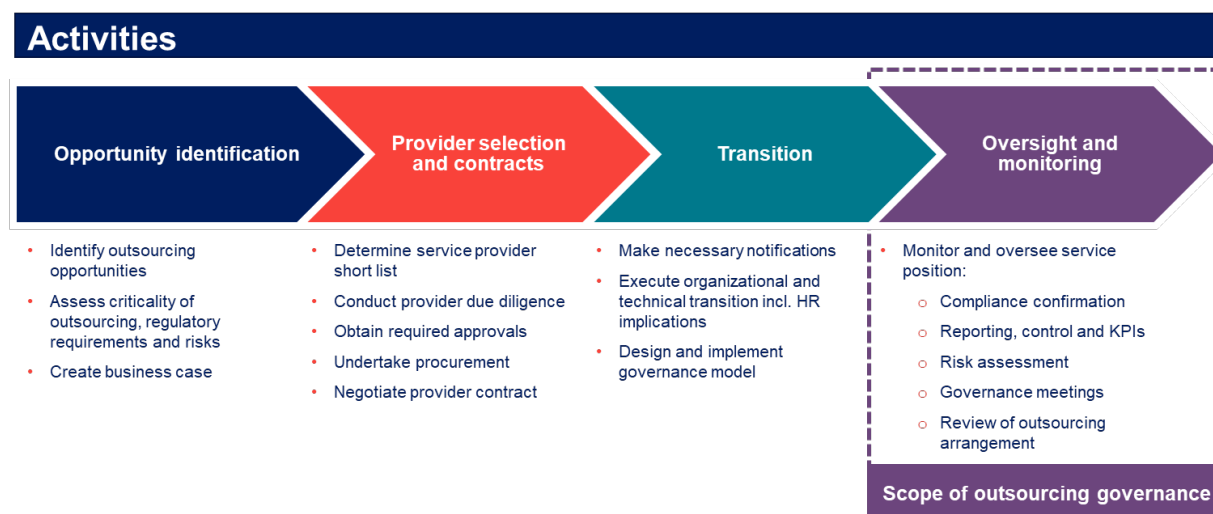 Activities
Opportunity identification
Provider selection
and contracts
Transition
Oversight and
monitoring
• Identify outsourcing
opportunities
• Assess criticality of
outsourcing, regulatory
requirements and risks
• Create business case
• Determine service provider
short list
• Conduct provider due diligence
• Obtain required approvals
• Undertake procurement
• Negotiate provider contract
• Make necessary notifications
• Execute organizational and
technical transition incl. HR
implications
• Design and implement
governance model
• Monitor and oversee service
position:
o Compliance confirmation
o Reporting, control and KPIs
o Risk assessment
o Governance meetings
o Review of outsourcing
arrangement
Scope of outsourcing governance